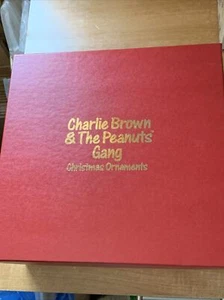 Charlie Brown
& The Peanuts
Gang
Christmas Ornaments